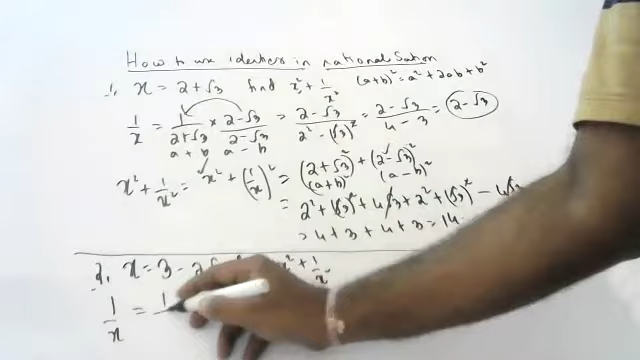 How to use identities in rationalisation
1. x = 2+√3 find x² + 1/x² (a+b)² = a² + 2ab + b²
1/x = 1/(2+√3) × (2-√3)/(2-√3) = (2-√3)/(2² - (√3)²) = (2-√3)/(4-3) = 2-√3
a+b a-b
x² + 1/x² = x² + (1/x)² = (2+√3)² + (2-√3)²
(a+b)² (a-b)²
= 2² + (√3)² + 4√3 + 2² + (√3)² - 4√3
= 4+3+4+3 = 14
2. x = 3 - 2√ x² + 1/x²
1/x = 1